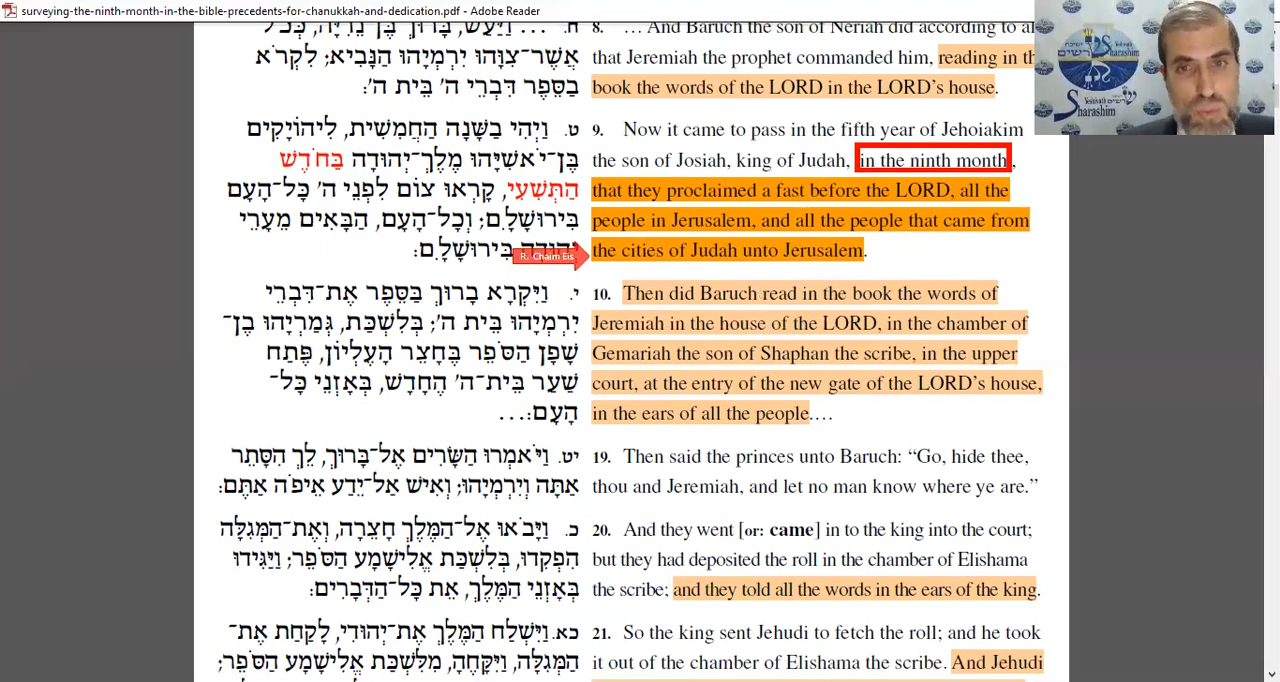 surveying-the-ninth-month-in-the-bible-precedents-for-chanukkah-and-dedication.pdf - Adobe Reader
ח. ... וַיַּעַשׂ, בָּרוּךְ בֶּן־נֵרִיָּה, כְּכֹל
אֲשֶׁר־צִוָּהוּ יִרְמְיָהוּ הַנָּבִיא; לִקְרֹא
בַסֵּפֶר דִּבְרֵי ה' בֵּית ה':
8. … And Baruch the son of Neriah did according to al
that Jeremiah the prophet commanded him, reading in th
book the words of the LORD in the LORD’s house.
ט. וַיְהִי בַשָּׁנָה הַחֲמִשִׁית, לִיהוֹיָקִים
בֶּן־יֹאשִׁיָּהוּ מֶלֶךְ־יְהוּדָה בַּחֹדֶשׁ
הַתְּשִׁעִי, קָרְאוּ צוֹם לִפְנֵי ה' כָּל־הָעָם
בִּירוּשָׁלִָם; וְכָל־הָעָם, הַבָּאִים מֵעָרֵי
יְהוּדָה בִּירוּשָׁלִָם:
R. Chaim Eis
9. Now it came to pass in the fifth year of Jehoiakim
the son of Josiah, king of Judah, in the ninth month,
that they proclaimed a fast before the LORD, all the
people in Jerusalem, and all the people that came from
the cities of Judah unto Jerusalem.
י. וַיִּקְרָא בָרוּךְ בַּסֵּפֶר אֶת־דִּבְרֵי
יִרְמְיָהוּ בֵּית ה'; בְּלִשְׁכַּת, גְּמַרְיָהוּ בֶן־
שָׁפָן הַסֹּפֵר בֶּחָצֵר הָעֶלְיוֹן, פֶּתַח
שַׁעַר בֵּית־ה' הֶחָדָשׁ, בְּאָזְנֵי כָּל־
הָעָם:...
10. Then did Baruch read in the book the words of
Jeremiah in the house of the LORD, in the chamber of
Gemariah the son of Shaphan the scribe, in the upper
court, at the entry of the new gate of the LORD’s house,
in the ears of all the people.…
יט. וַיֹּאמְרוּ הַשָּׂרִים אֶל־בָּרוּךְ, לֵךְ הִסָּתֵר
אַתָּה וְיִרְמְיָהוּ; וְאִישׁ אַל־יֵדַע אֵיפֹה אַתֶּם:
19. Then said the princes unto Baruch: “Go, hide thee,
thou and Jeremiah, and let no man know where ye are.”
כ. וַיָּבֹאוּ אֶל־הַמֶּלֶךְ חָצֵרָה, וְאֶת־הַמְּגִלָּה
הִפְקִדוּ, בְּלִשְׁכַּת אֱלִישָׁמָע הַסֹּפֵר; וַיַּגִּידוּ
בְּאָזְנֵי הַמֶּלֶךְ, אֵת כָּל־הַדְּבָרִים:
20. And they went [or: came] in to the king into the court;
but they had deposited the roll in the chamber of Elishama
the scribe; and they told all the words in the ears of the king.
כא. וַיִּשְׁלַח הַמֶּלֶךְ אֶת־יְהוּדִי, לָקַחַת אֶת־
הַמְּגִלָּה, וַיִּקָּחֶהָ, מִלִּשְׁכַּת אֱלִישָׁמָע הַסֹּפֵר;
21. So the king sent Jehudi to fetch the roll; and he took
it out of the chamber of Elishama the scribe. And Jehudi
Sharashim
Yeshivath
Sharashim